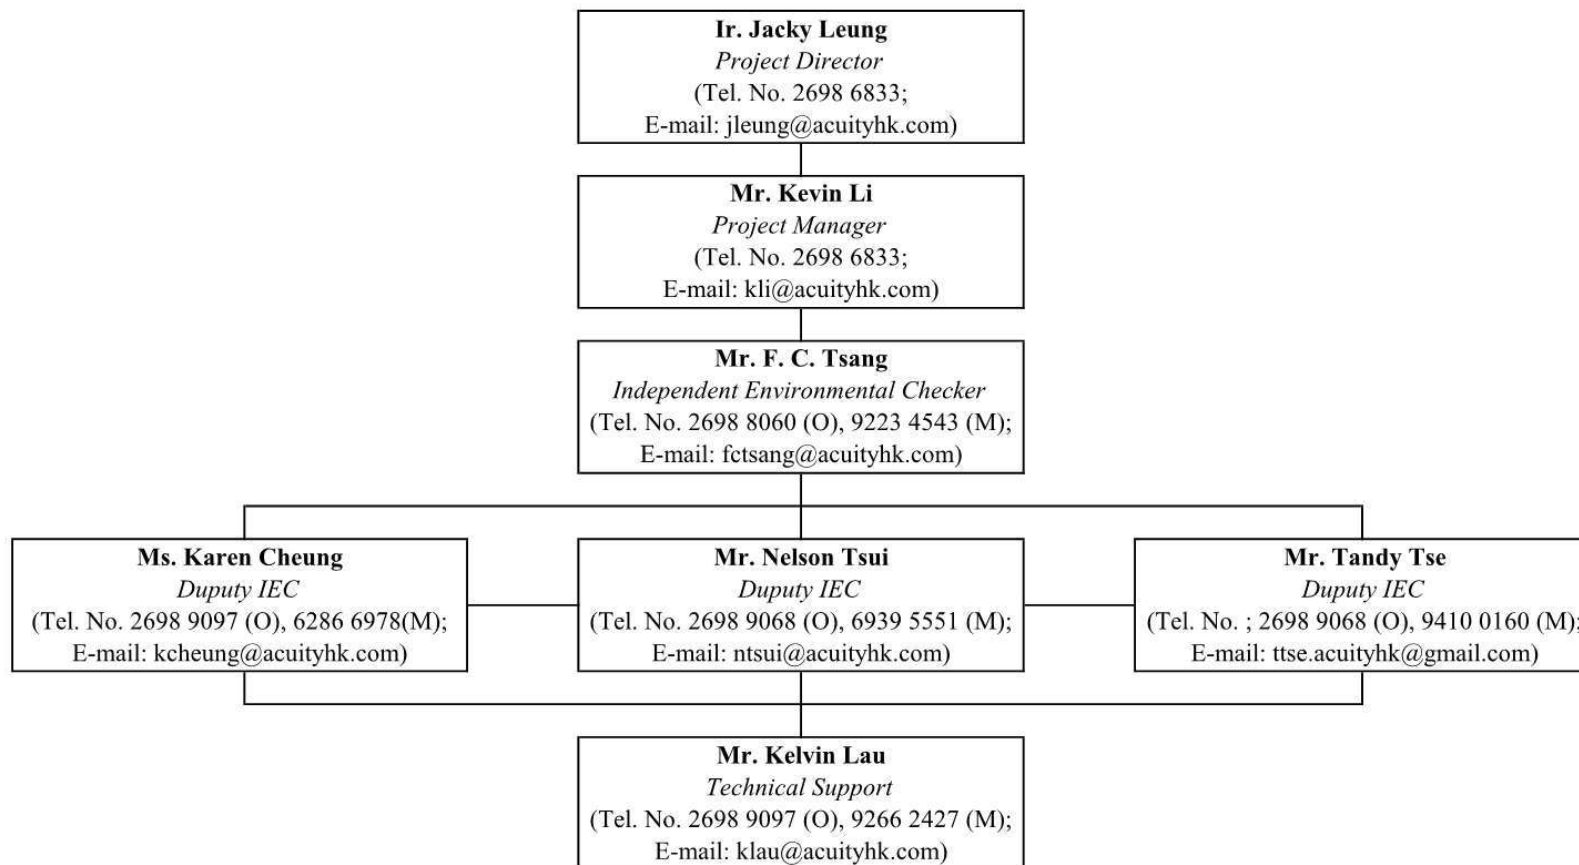 Ir. Jacky Leung
Project Director
(Tel. No. 2698 6833;
E-mail: jleung@acuityhk.com)
Mr. Kevin Li
Project Manager
(Tel. No. 2698 6833;
E-mail: kli@acuityhk.com)
Mr. F. C. Tsang
Independent Environmental Checker
(Tel. No. 2698 8060 (O), 9223 4543 (M);
E-mail: fctsang@acuityhk.com)
Ms. Karen Cheung
Duputy IEC
(Tel. No. 2698 9097 (O), 6286 6978(M);
E-mail: kcheung@acuityhk.com)
Mr. Nelson Tsui
Duputy IEC
(Tel. No. 2698 9068 (O), 6939 5551 (M);
E-mail: ntsui@acuityhk.com)
Mr. Tandy Tse
Duputy IEC
(Tel. No. ; 2698 9068 (O), 9410 0160 (M);
E-mail: ttse.acuityhk@gmail.com)
Mr. Kelvin Lau
Technical Support
(Tel. No. 2698 9097 (O), 9266 2427 (M);
E-mail: klau@acuityhk.com)